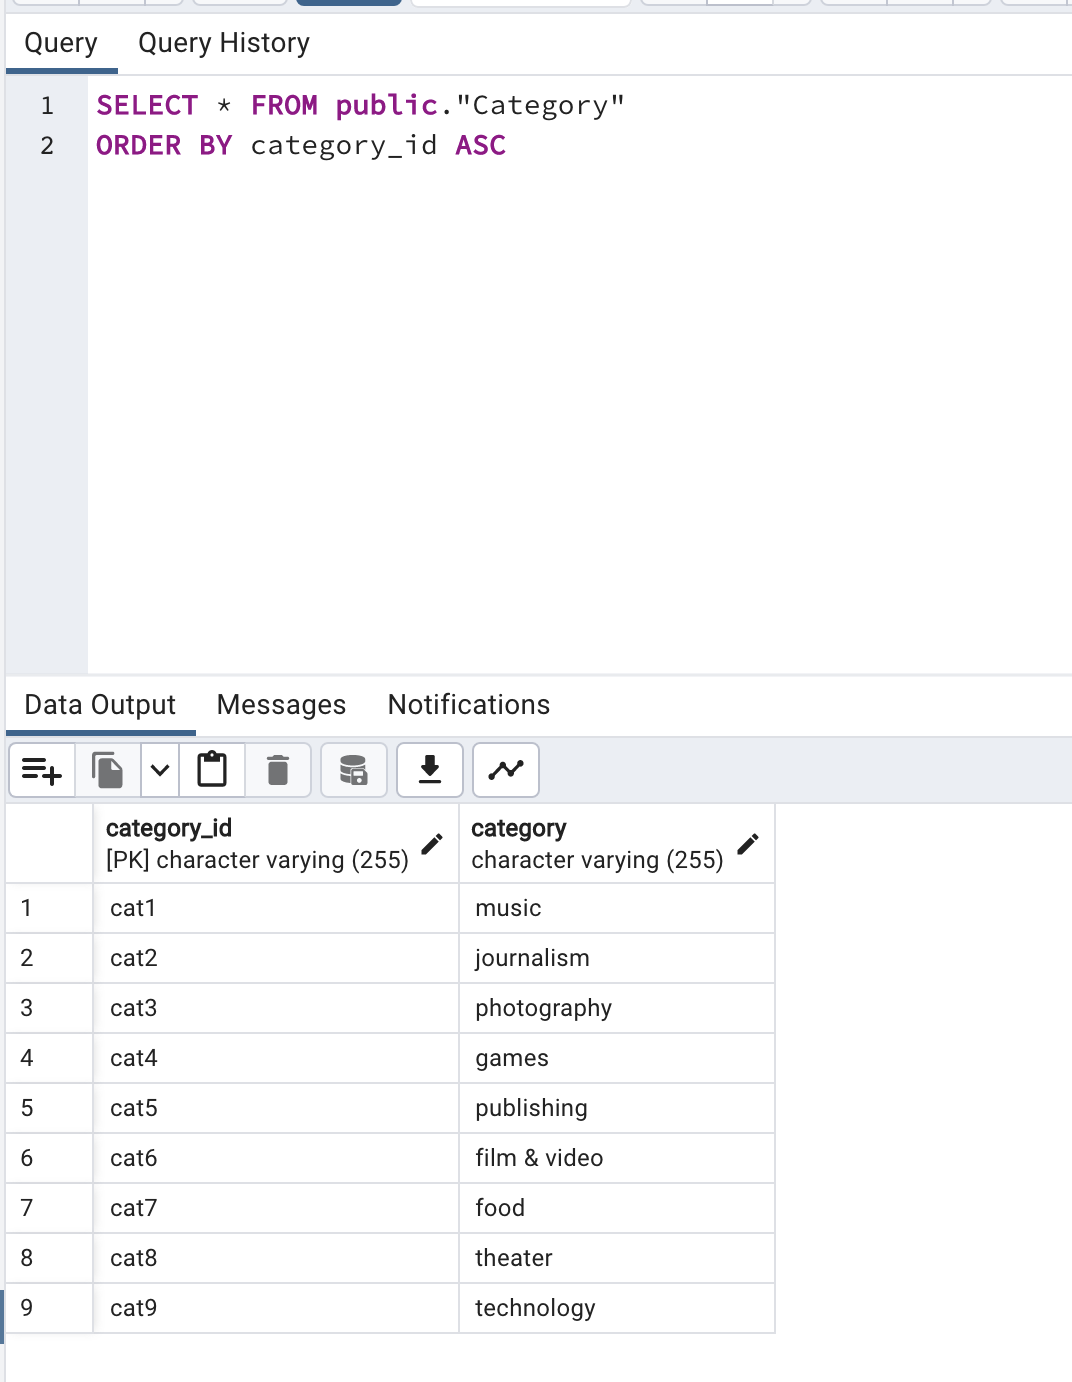 Query Query History
1 SELECT * FROM public."Category"
2 ORDER BY category_id ASC
Data Output Messages Notifications
category_id category
[PK] character varying (255) character varying (255)
1 cat1 music
2 cat2 journalism
3 cat3 photography
4 cat4 games
5 cat5 publishing
6 cat6 film & video
7 cat7 food
8 cat8 theater
9 cat9 technology